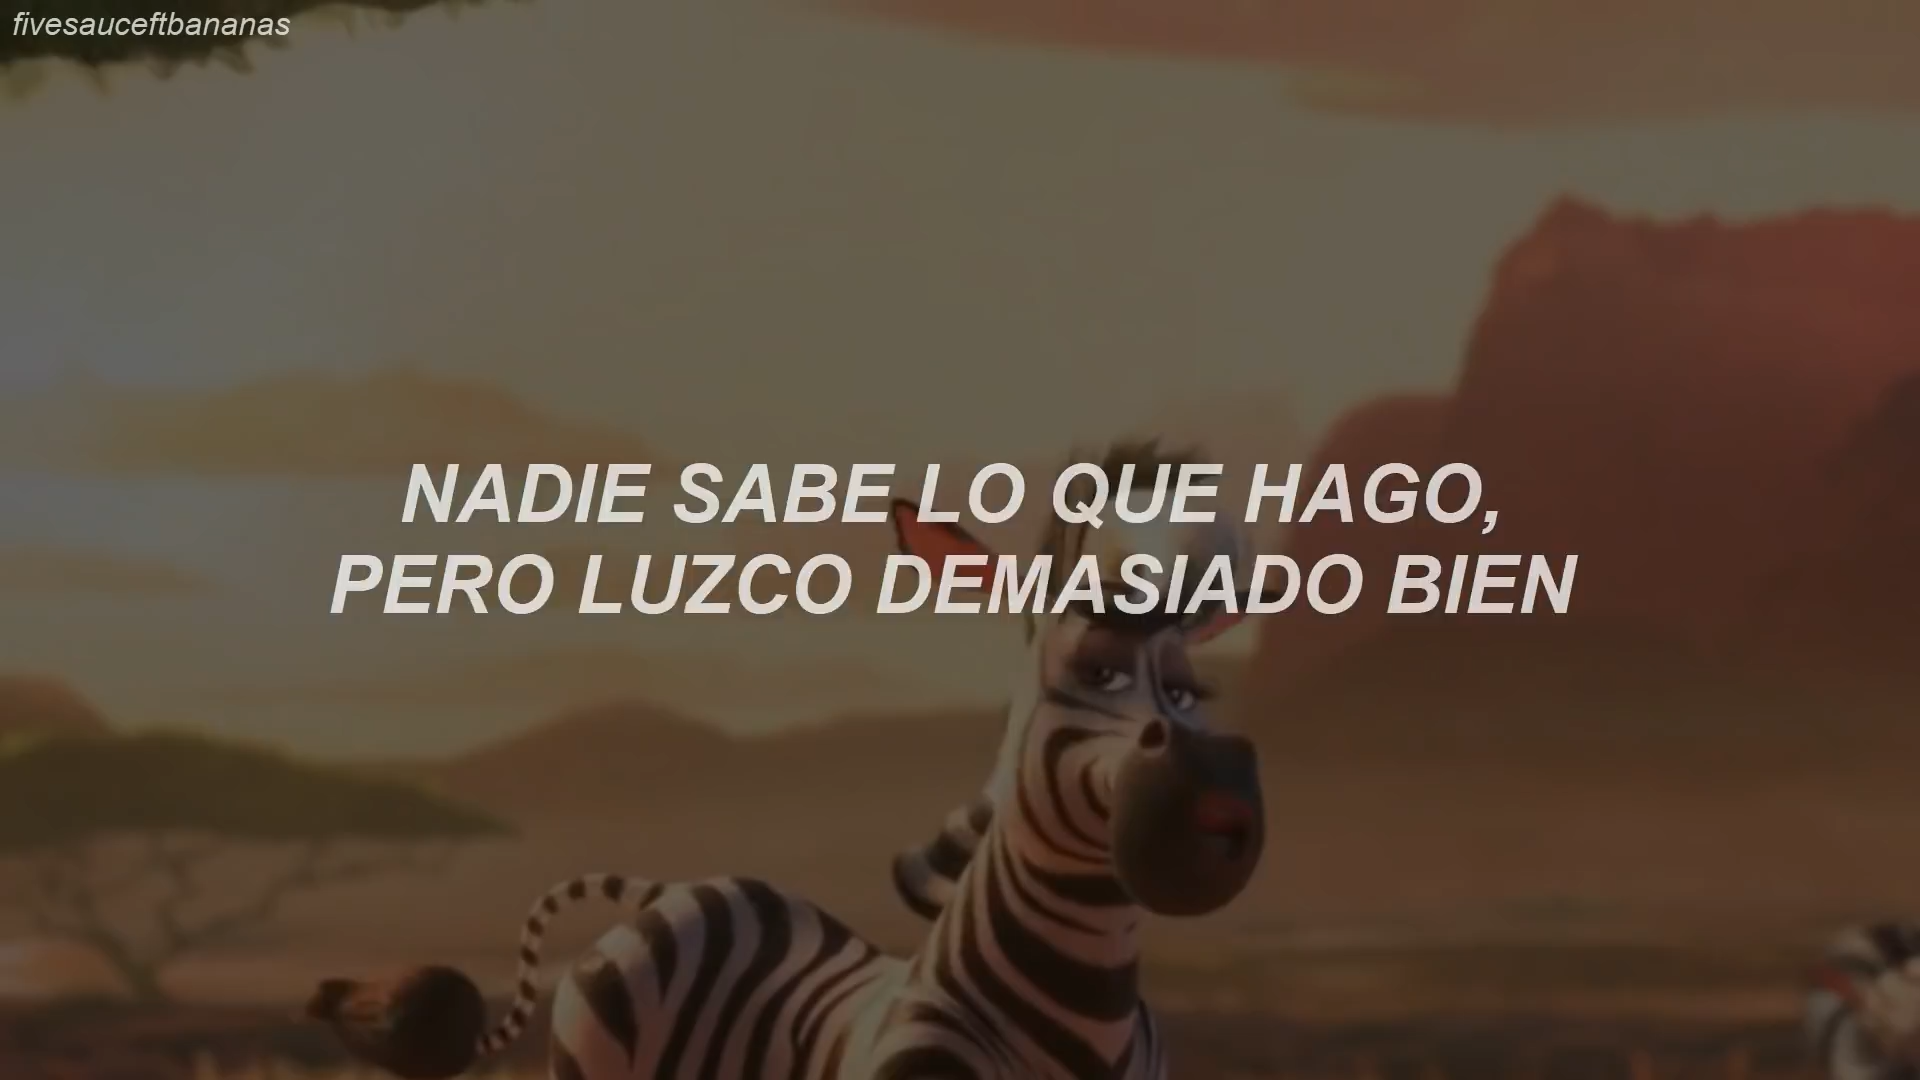 fivesauceftbananas
NADIE SABE LO QUE HAGO,
PERO LUZCO DEMASIADO BIEN